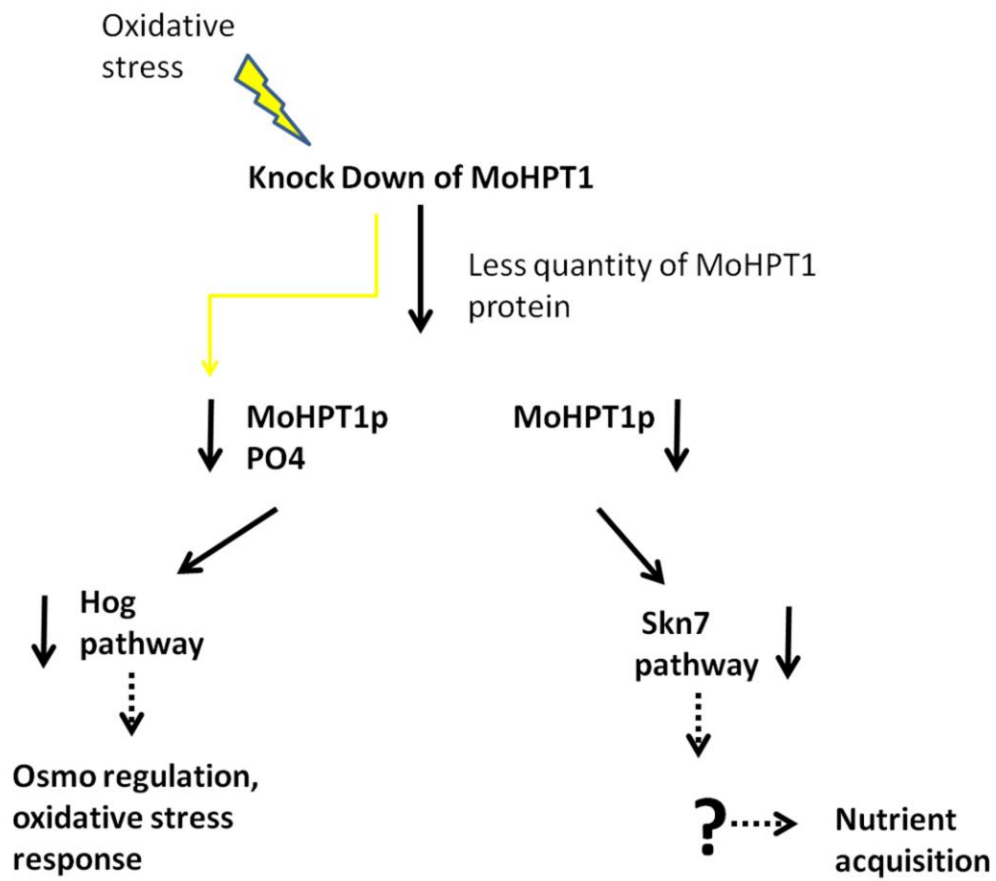 Oxidative
stress
Knock Down of MoHPT1
Less quantity of MoHPT1
protein
MoHPT1p
PO4
MoHPT1p
Hog
pathway
Skn7
pathway
Osmo regulation,
oxidative stress
response
?
Nutrient
acquisition